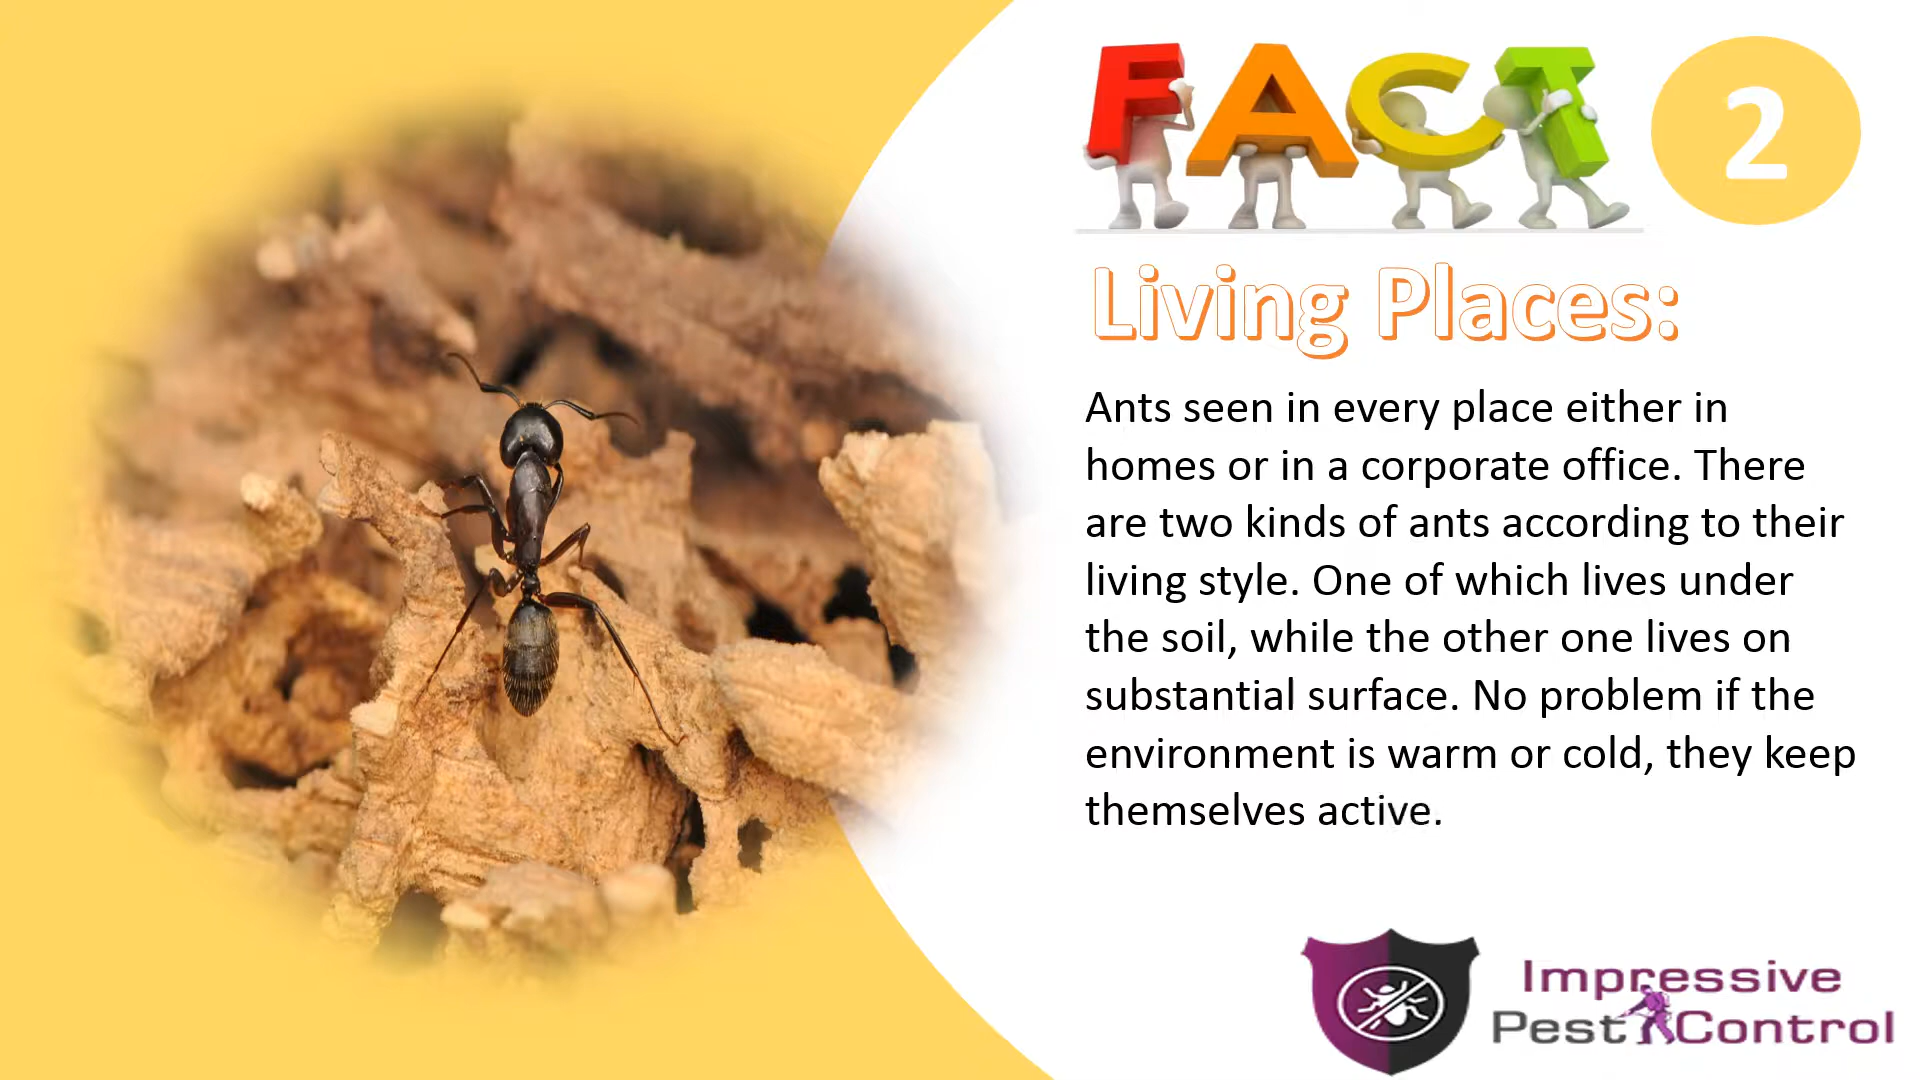 FACT 2
Living Places:
Ants seen in every place either in
homes or in a corporate office. There
are two kinds of ants according to their
living style. One of which lives under
the soil, while the other one lives on
substantial surface. No problem if the
environment is warm or cold, they keep
themselves active.
Impressive
Pest Control